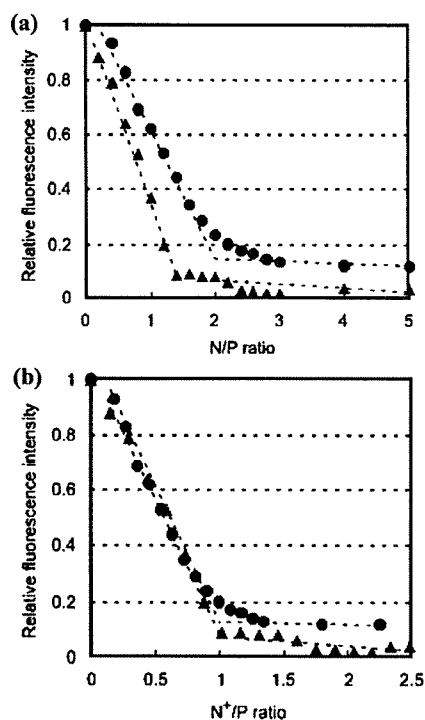 (a)
Relative fluorescence intensity
1
0.8
0.6
0.4
0.2
0
0 1 2 3 4 5
N/P ratio
(b)
Relative fluorescence intensity
1
0.8
0.6
0.4
0.2
0
0 0.5 1 1.5 2 2.5
N⁺/P ratio